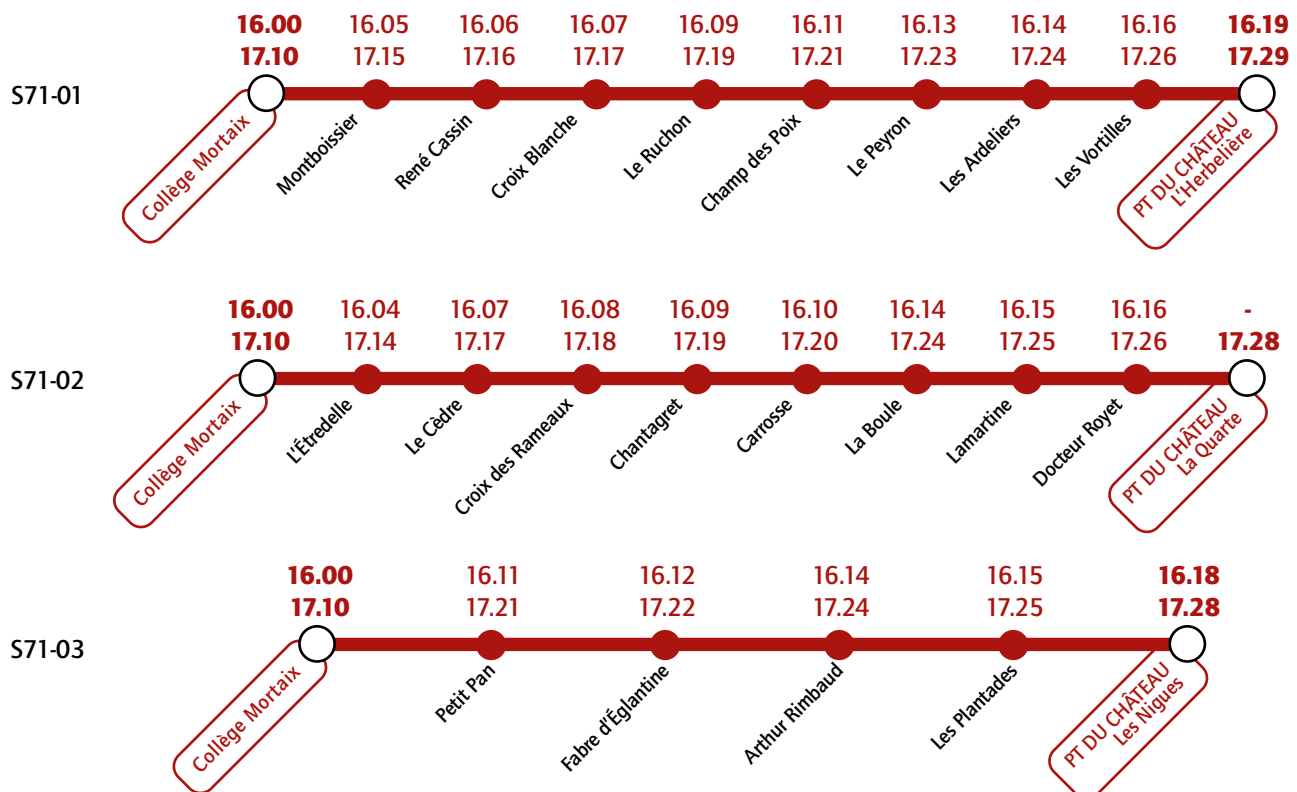 16.00 16.05 16.06 16.07 16.09 16.11 16.13 16.14 16.16 16.19
17.10 17.15 17.16 17.17 17.19 17.21 17.23 17.24 17.26 17.29
S71-01
Collège Mortaix
Montboissier
René Cassin
Croix Blanche
Le Ruchon
Champ des Poix
Le Peyron
Les Ardeliers
Les Vortilles
PT DU CHÂTEAU
L'Herbelière
16.00 16.04 16.07 16.08 16.09 16.10 16.14 16.15 16.16 -
17.10 17.14 17.17 17.18 17.19 17.20 17.24 17.25 17.26 17.28
S71-02
Collège Mortaix
L'Étredelle
Le Cèdre
Croix des Rameaux
Chantagret
Carrosse
La Boule
Lamartine
Docteur Royet
PT DU CHÂTEAU
La Quarte
16.00 16.11 16.12 16.14 16.15 16.18
17.10 17.21 17.22 17.24 17.25 17.28
S71-03
Collège Mortaix
Petit Pan
Fabre d'Églantine
Arthur Rimbaud
Les Plantades
PT DU CHÂTEAU
Les Nigues